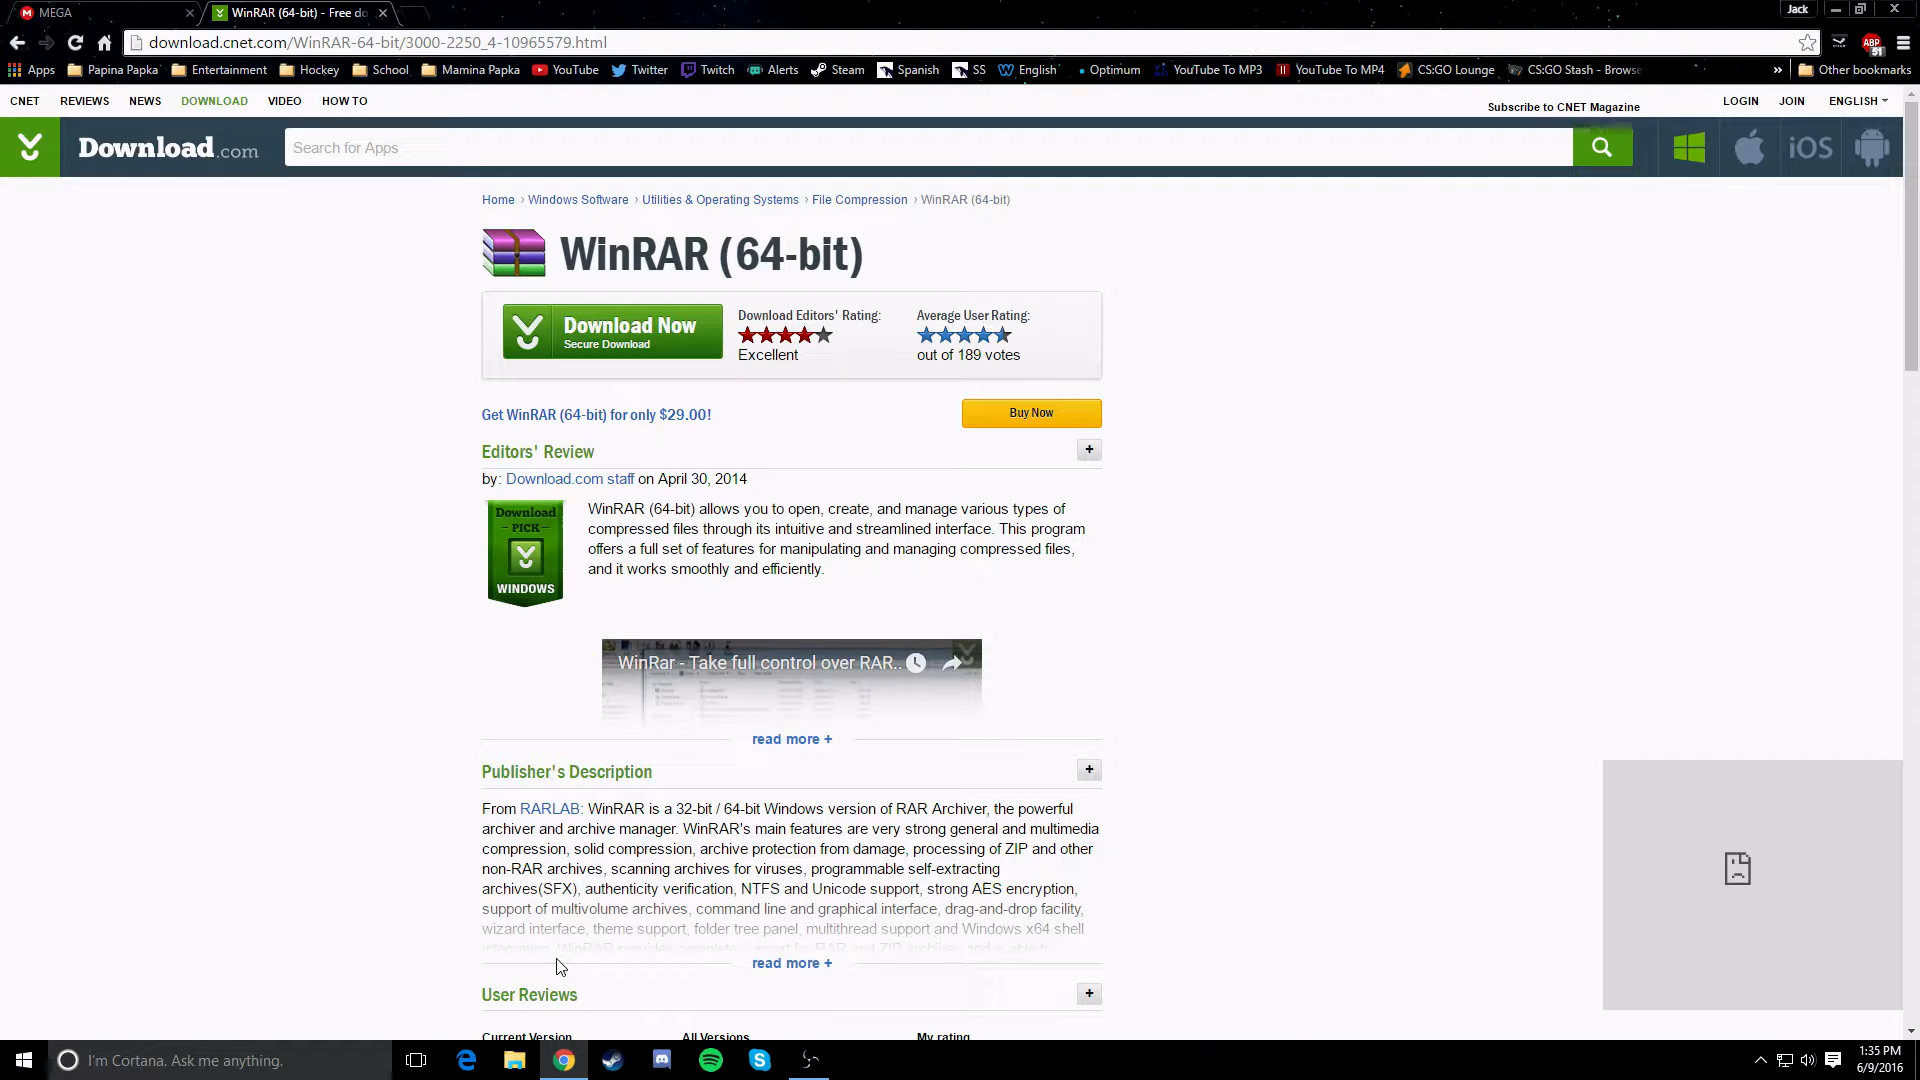 MEGA
WinRAR (64-bit) - Free do
Jack
download.cnet.com/WinRAR-64-bit/3000-2250_4-10965579.html
ABP
51
Apps Papina Papka Entertainment Hockey School Mamina Papka YouTube Twitter Twitch Alerts Steam Spanish SS English Optimum YouTube To MP3 YouTube To MP4 CS:GO Lounge CS:GO Stash - Browse » Other bookmarks
CNET REVIEWS NEWS DOWNLOAD VIDEO HOW TO
Subscribe to CNET Magazine
LOGIN JOIN ENGLISH
Download.com
Search for Apps
iOS
Home › Windows Software › Utilities & Operating Systems › File Compression › WinRAR (64-bit)
WinRAR (64-bit)
Download Now
Secure Download
Download Editors' Rating:
Excellent
Average User Rating:
out of 189 votes
Get WinRAR (64-bit) for only $29.00!
Buy Now
Editors' Review
+
by: Download.com staff on April 30, 2014
Download
- PICK -
WINDOWS
WinRAR (64-bit) allows you to open, create, and manage various types of
compressed files through its intuitive and streamlined interface. This program
offers a full set of features for manipulating and managing compressed files,
and it works smoothly and efficiently.
WinRar - Take full control over RAR...
read more +
Publisher's Description
+
From RARLAB: WinRAR is a 32-bit / 64-bit Windows version of RAR Archiver, the powerful
archiver and archive manager. WinRAR's main features are very strong general and multimedia
compression, solid compression, archive protection from damage, processing of ZIP and other
non-RAR archives, scanning archives for viruses, programmable self-extracting
archives(SFX), authenticity verification, NTFS and Unicode support, strong AES encryption,
support of multivolume archives, command line and graphical interface, drag-and-drop facility,
wizard interface, theme support, folder tree panel, multithread support and Windows x64 shell
read more +
User Reviews
+
Current Version All Versions My rating
I'm Cortana. Ask me anything.
1:35 PM
6/9/2016